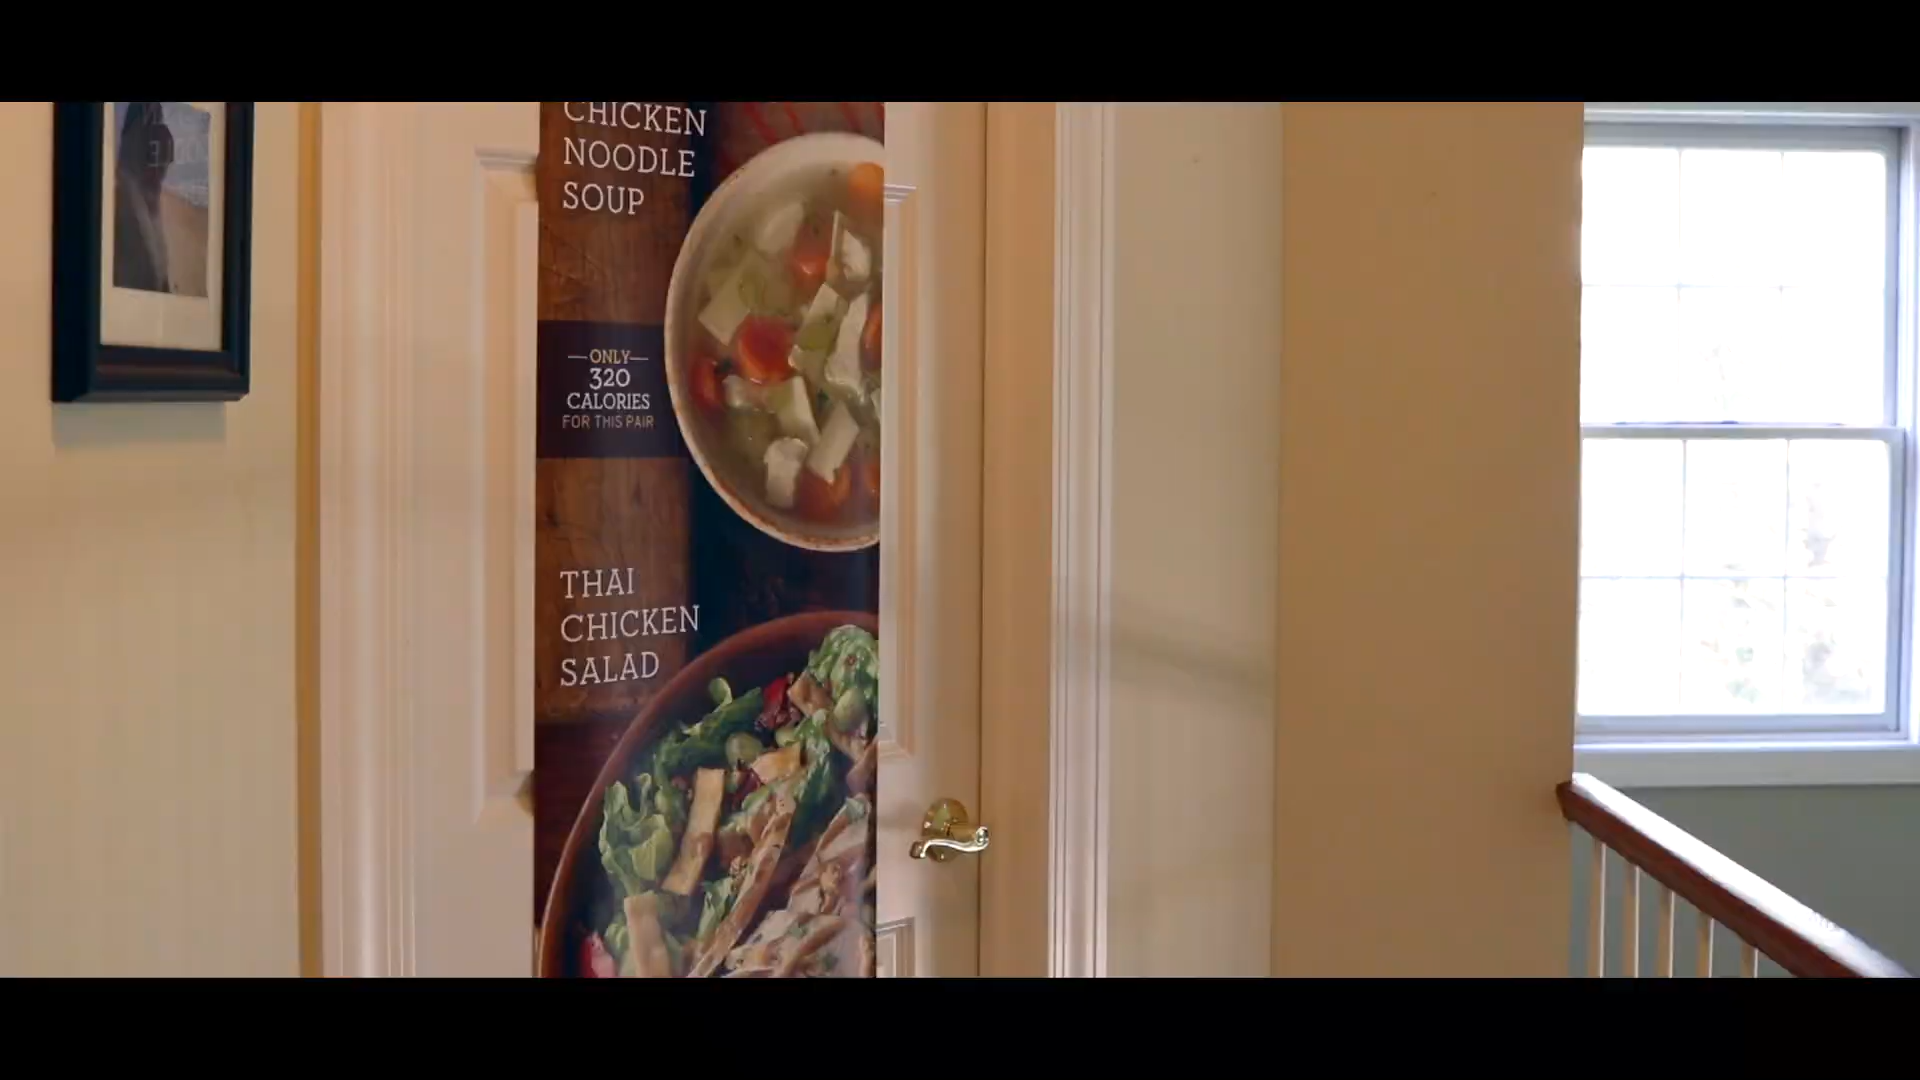 CHICKEN
NOODLE
SOUP
ONLY
320
CALORIES
FOR THIS PAIR
THAI
CHICKEN
SALAD